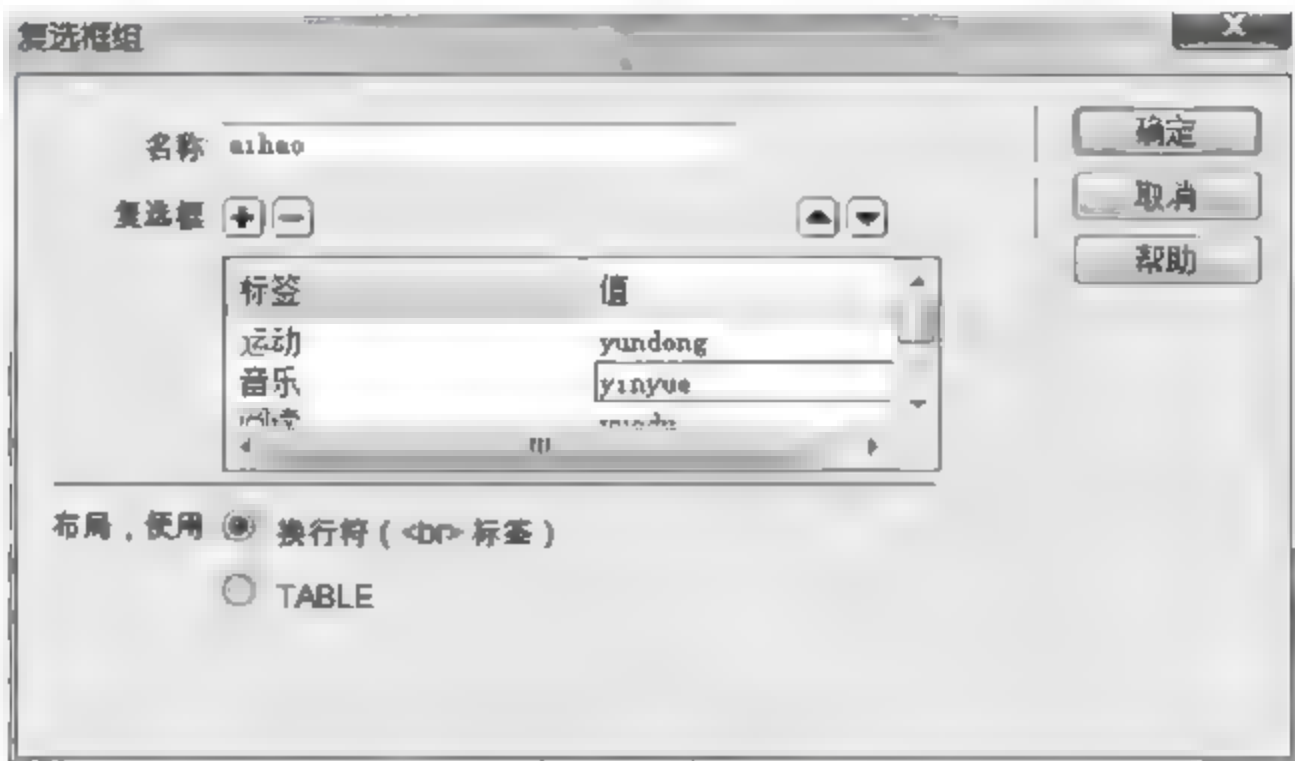 复选框组
X
名称 aihao
确定
复选框
取消
帮助
标签 值
运动 yundong
音乐 yinyue
布局，使用 换行符（<br> 标签）
TABLE